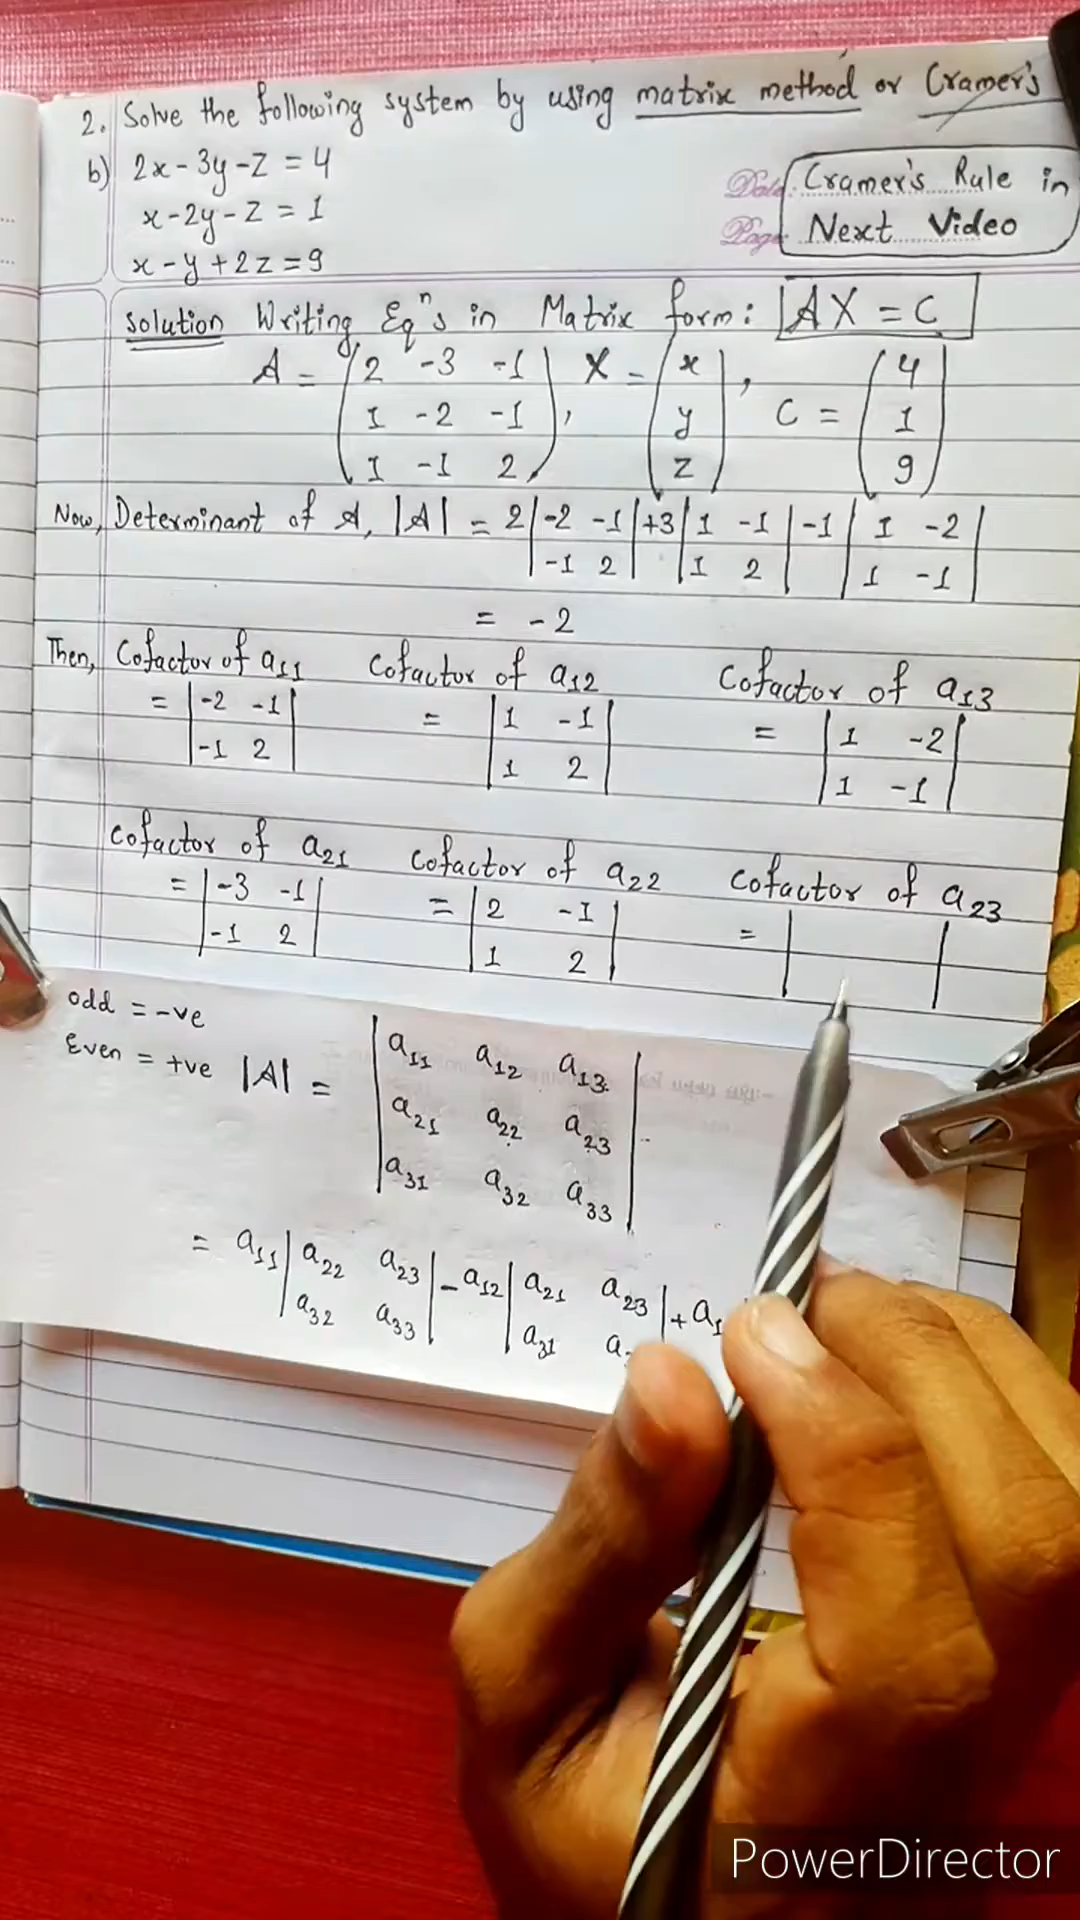 2. Solve the following system by using matrix method or Cramer's
b) 2x - 3y - z = 4
x - 2y - z = 1
x - y + 2z = 9
Date:
Page:
Cramer's Rule in
Next Video
Solution Writing Eqⁿ's in Matrix form: AX = C
A = (2 -3 -1), X = (x), C = (4)
1 -2 -1 y 1
1 -1 2 z 9
Now, Determinant of A, |A| = 2|-2 -1| +3|1 -1| -1|1 -2|
-1 2 1 2 1 -1
= -2
Then, Cofactor of a11 Cofactor of a12 Cofactor of a13
= |-2 -1| = |1 -1| = |1 -2|
-1 2 1 2 1 -1
Cofactor of a21 Cofactor of a22 Cofactor of a23
= |-3 -1| = |2 -1| = | |
-1 2 1 2
odd = -ve
Even = +ve |A| = |a11 a12 a13|
a21 a22 a23
a31 a32 a33
= a11|a22 a23| - a12|a21 a23| + a1
a32 a33 a31 a
PowerDirector